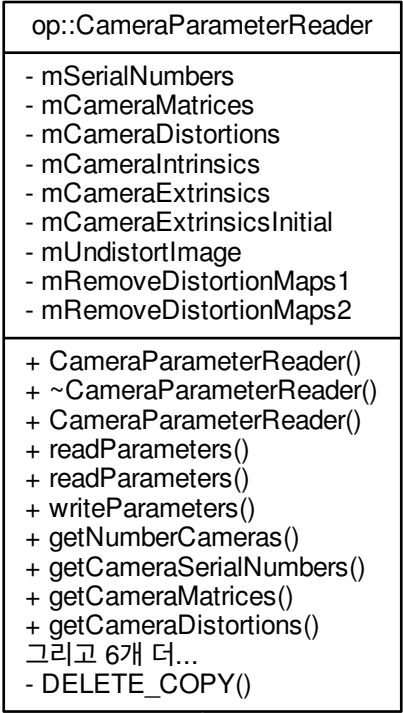 op::CameraParameterReader
- mSerialNumbers
- mCameraMatrices
- mCameraDistortions
- mCameraIntrinsics
- mCameraExtrinsics
- mCameraExtrinsicsInitial
- mUndistortImage
- mRemoveDistortionMaps1
- mRemoveDistortionMaps2
+ CameraParameterReader()
+ ~CameraParameterReader()
+ CameraParameterReader()
+ readParameters()
+ readParameters()
+ writeParameters()
+ getNumberCameras()
+ getCameraSerialNumbers()
+ getCameraMatrices()
+ getCameraDistortions()
그리고 6개 더...
- DELETE_COPY()